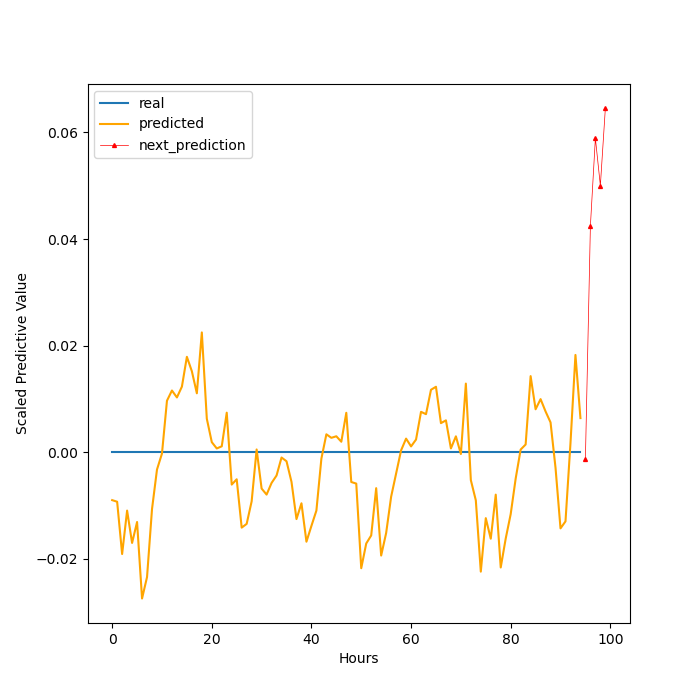 real
predicted
next_prediction
0.06
0.04
0.02
0.00
−0.02
Scaled Predictive Value
0 20 40 60 80 100
Hours